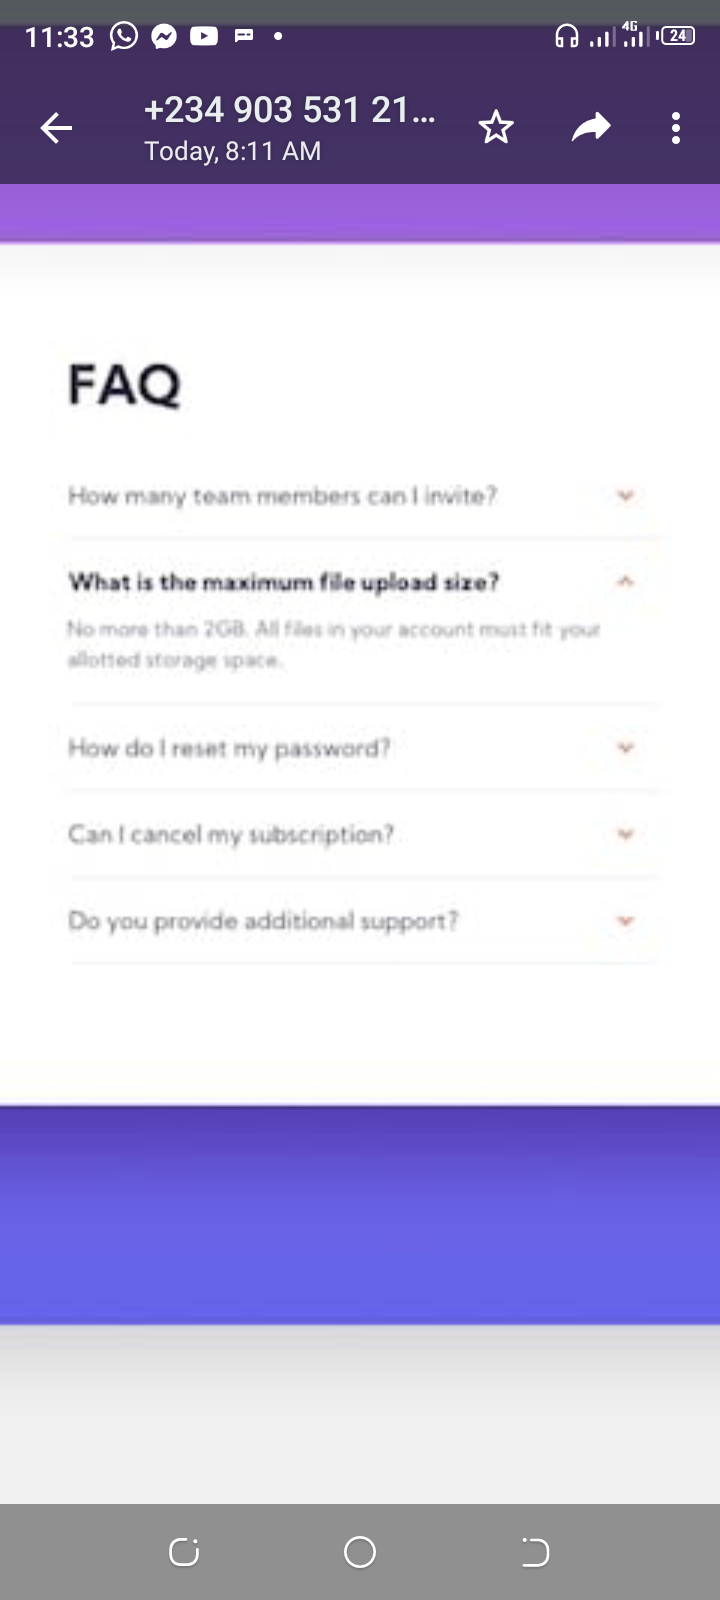 11:33
4G
24
+234 903 531 21...
Today, 8:11 AM
FAQ
How many team members can I invite?
What is the maximum file upload size?
No more than 2GB. All files in your account must fit your
allotted storage space.
How do I reset my password?
Can I cancel my subscription?
Do you provide additional support?